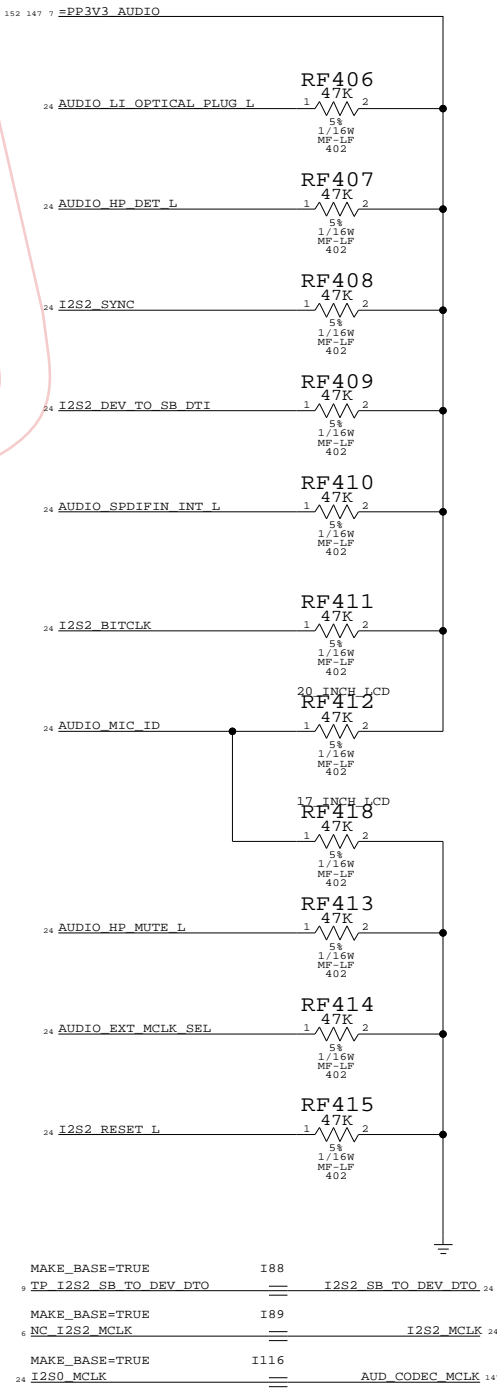 152 147 7 =PP3V3_AUDIO
RF406
47K
24 AUDIO_LI_OPTICAL_PLUG_L 1 2
5%
1/16W
MF-LF
402
RF407
47K
24 AUDIO_HP_DET_L 1 2
5%
1/16W
MF-LF
402
RF408
47K
24 I2S2_SYNC 1 2
5%
1/16W
MF-LF
402
RF409
47K
24 I2S2_DEV_TO_SB_DTI 1 2
5%
1/16W
MF-LF
402
RF410
47K
24 AUDIO_SPDIFIN_INT_L 1 2
5%
1/16W
MF-LF
402
RF411
47K
24 I2S2_BITCLK 1 2
5%
1/16W
MF-LF
402
20_INCH_LCD
RF412
47K
24 AUDIO_MIC_ID 1 2
5%
1/16W
MF-LF
402
17_INCH_LCD
RF418
47K
1 2
5%
1/16W
MF-LF
402
RF413
47K
24 AUDIO_HP_MUTE_L 1 2
5%
1/16W
MF-LF
402
RF414
47K
24 AUDIO_EXT_MCLK_SEL 1 2
5%
1/16W
MF-LF
402
RF415
47K
24 I2S2_RESET_L 1 2
5%
1/16W
MF-LF
402
MAKE_BASE=TRUE I88
9 TP_I2S2_SB_TO_DEV_DTO I2S2_SB_TO_DEV_DTO 24
MAKE_BASE=TRUE I89
6 NC_I2S2_MCLK I2S2_MCLK 24
MAKE_BASE=TRUE I116
24 I2S0_MCLK AUD_CODEC_MCLK